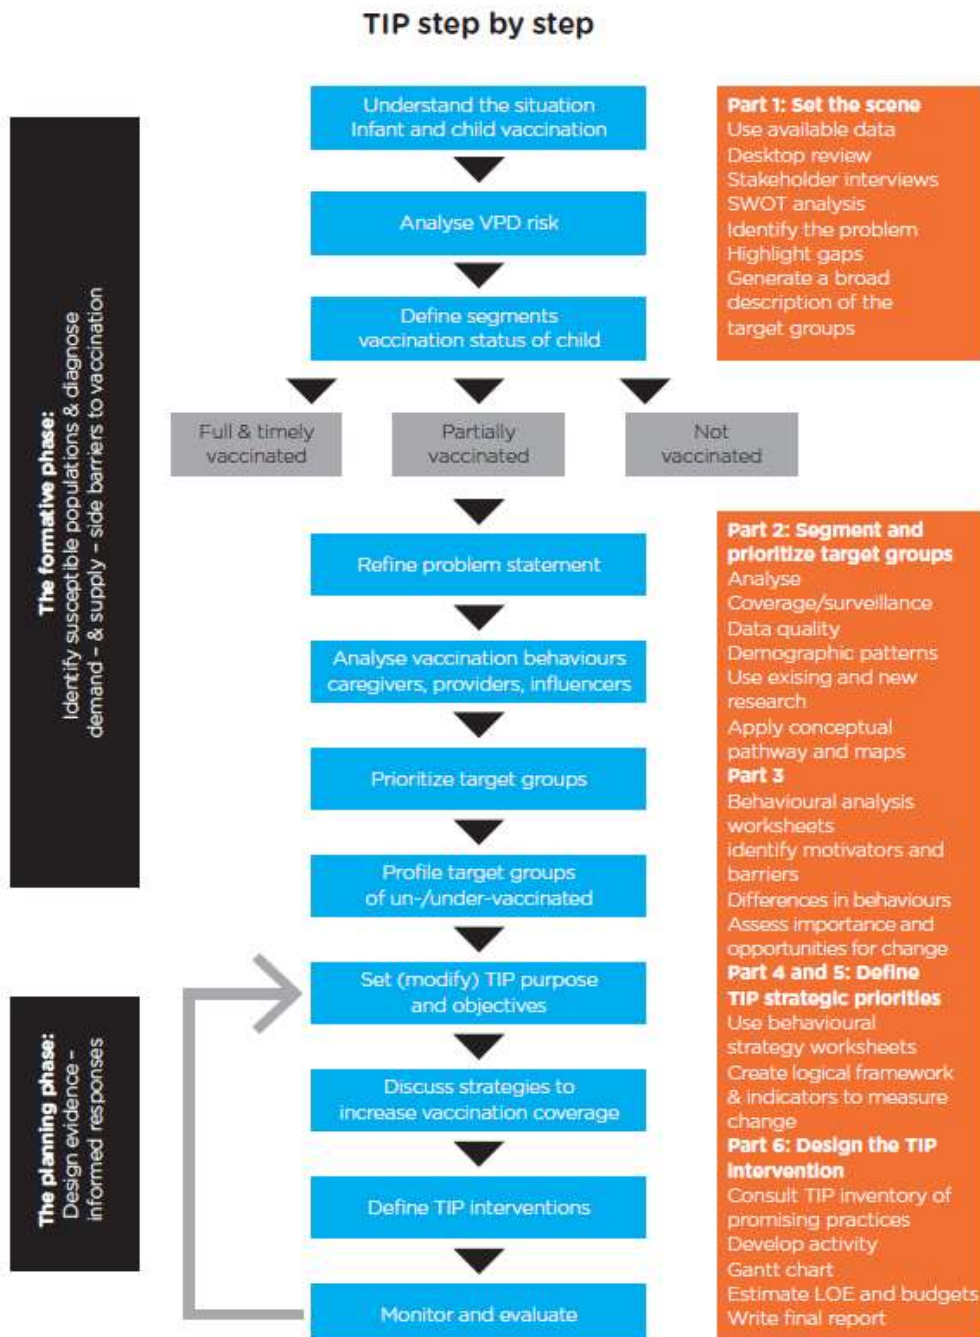 TIP step by step
The formative phase:
Identify susceptible populations & diagnose
demand – & supply – side barriers to vaccination
The planning phase:
Design evidence –
informed responses
Understand the situation
Infant and child vaccination
Analyse VPD risk
Define segments
vaccination status of child
Full & timely
vaccinated
Partially
vaccinated
Not
vaccinated
Refine problem statement
Analyse vaccination behaviours
caregivers, providers, influencers
Prioritize target groups
Profile target groups
of un-/under-vaccinated
Set (modify) TIP purpose
and objectives
Discuss strategies to
increase vaccination coverage
Define TIP interventions
Monitor and evaluate
Part 1: Set the scene
Use available data
Desktop review
Stakeholder interviews
SWOT analysis
Identify the problem
Highlight gaps
Generate a broad
description of the
target groups
Part 2: Segment and
prioritize target groups
Analyse
Coverage/surveillance
Data quality
Demographic patterns
Use exising and new
research
Apply conceptual
pathway and maps
Part 3
Behavioural analysis
worksheets
identify motivators and
barriers
Differences in behaviours
Assess importance and
opportunities for change
Part 4 and 5: Define
TIP strategic priorities
Use behavioural
strategy worksheets
Create logical framework
& indicators to measure
change
Part 6: Design the TIP
intervention
Consult TIP inventory of
promising practices
Develop activity
Gantt chart
Estimate LOE and budgets
Write final report